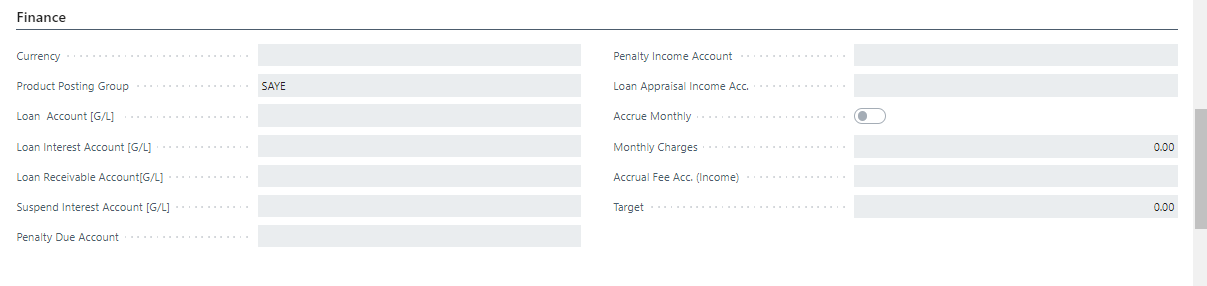 Finance
Currency
Product Posting Group SAYE
Loan  Account [G/L]
Loan Interest Account [G/L]
Loan Receivable Account[G/L]
Suspend Interest Account [G/L]
Penalty Due Account
Penalty Income Account
Loan Appraisal Income Acc.
Accrue Monthly
Monthly Charges 0.00
Accrual Fee Acc. (Income)
Target 0.00